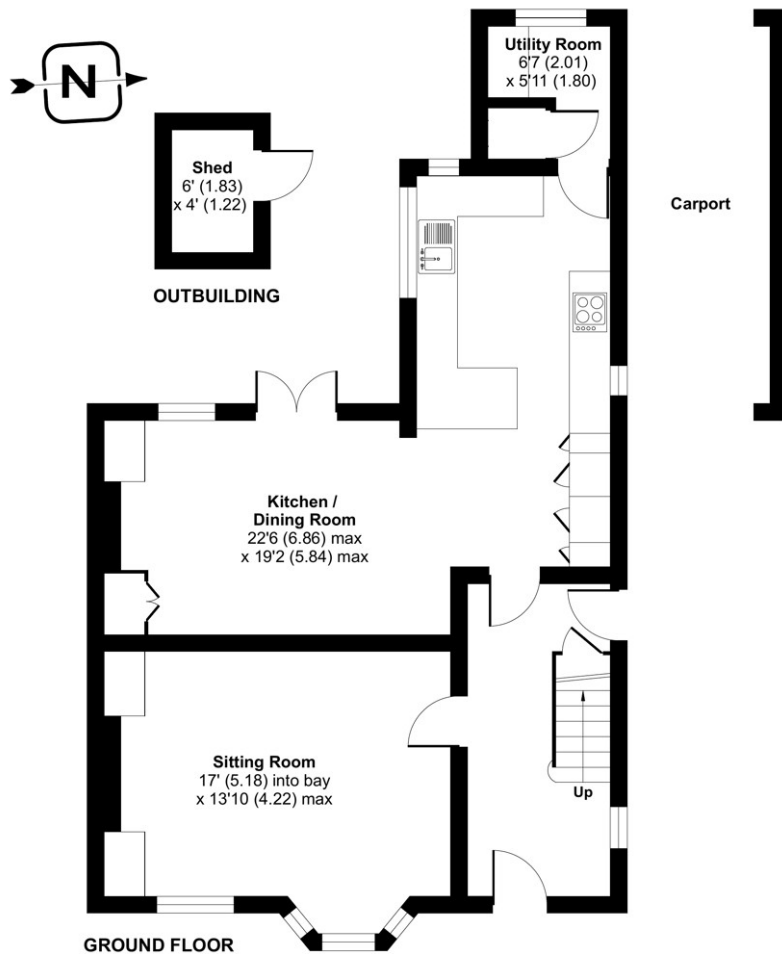 N
Utility Room
6'7 (2.01)
x 5'11 (1.80)
Shed
6' (1.83)
x 4' (1.22)
Carport
OUTBUILDING
Kitchen /
Dining Room
22'6 (6.86) max
x 19'2 (5.84) max
Sitting Room
17' (5.18) into bay
x 13'10 (4.22) max
Up
GROUND FLOOR